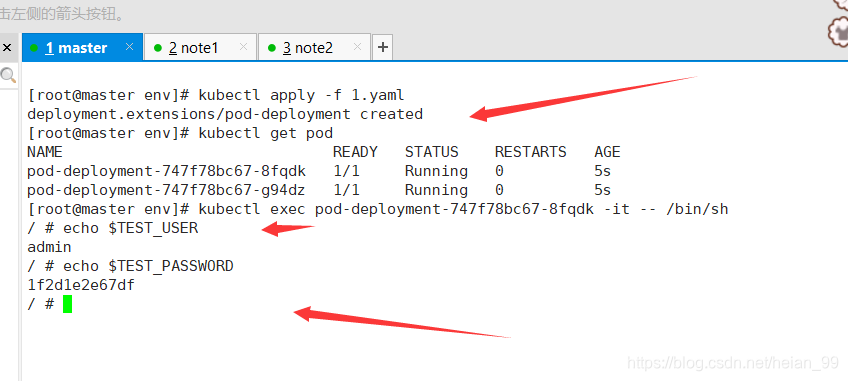 击左侧的箭头按钮。
1 master
2 note1
3 note2
[root@master env]# kubectl apply -f 1.yaml
deployment.extensions/pod-deployment created
[root@master env]# kubectl get pod
NAME READY STATUS RESTARTS AGE
pod-deployment-747f78bc67-8fqdk 1/1 Running 0 5s
pod-deployment-747f78bc67-g94dz 1/1 Running 0 5s
[root@master env]# kubectl exec pod-deployment-747f78bc67-8fqdk -it -- /bin/sh
/ # echo $TEST_USER
admin
/ # echo $TEST_PASSWORD
1f2d1e2e67df
/ #
https://blog.csdn.net/heian_99